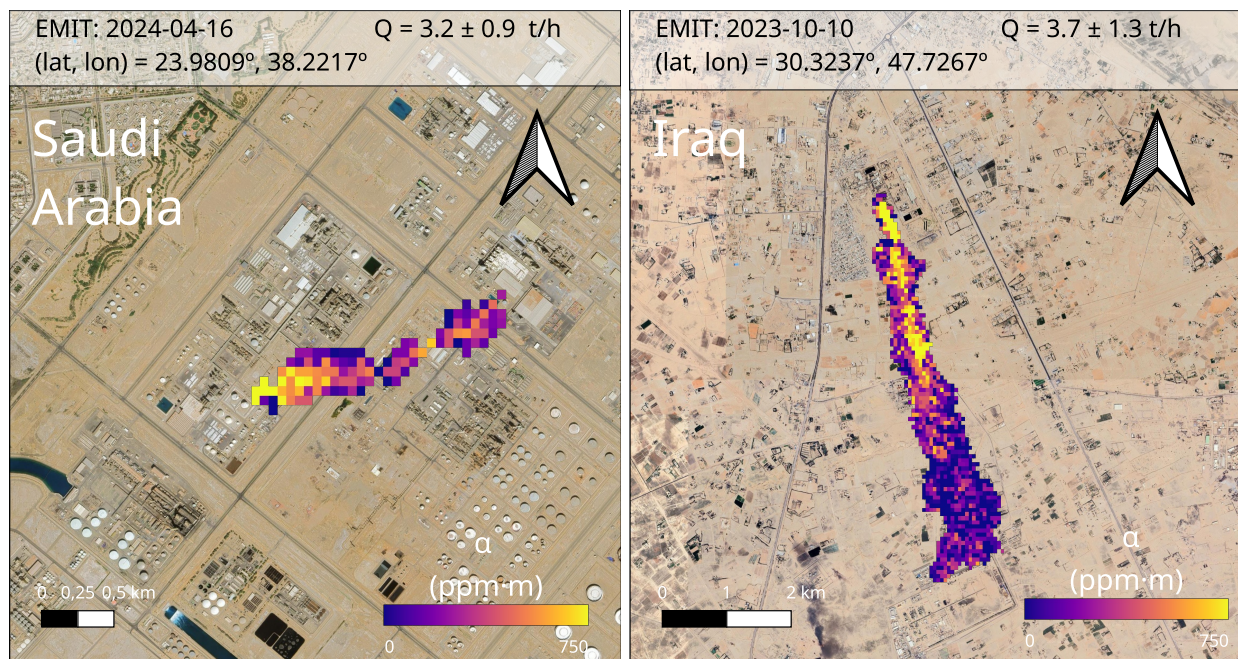 EMIT: 2024-04-16 Q = 3.2 ± 0.9 t/h
(lat, lon) = 23.9809º, 38.2217º
Saudi
Arabia
α
(ppm·m)
0 0,25 0,5 km
0 750
EMIT: 2023-10-10 Q = 3.7 ± 1.3 t/h
(lat, lon) = 30.3237º, 47.7267º
Iraq
α
(ppm·m)
0 1 2 km
0 750